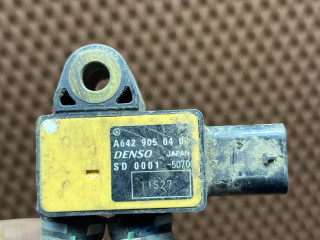 A642 905 04 00
DENSO JAPAN
SD 0001 -5070
11527